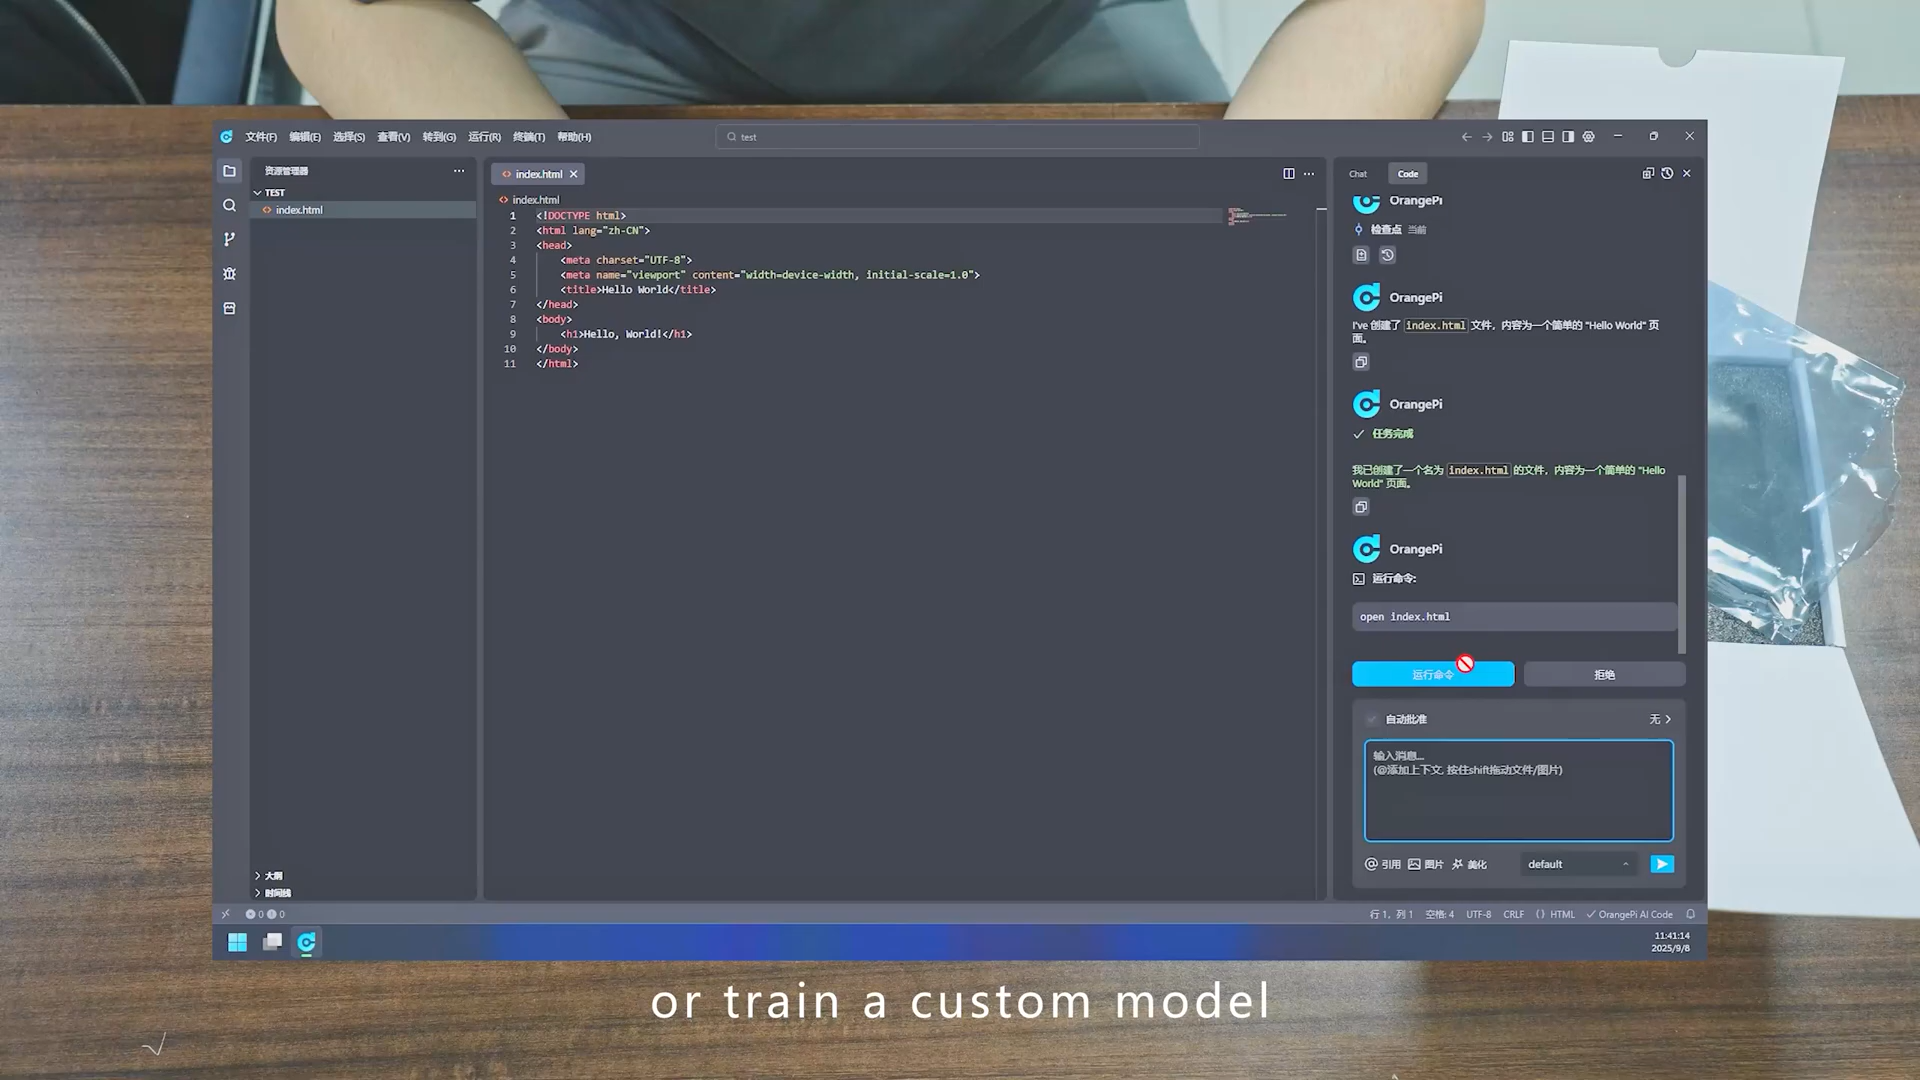 文件(F) 编辑(E) 选择(S) 查看(V) 转到(G) 运行(R) 终端(T) 帮助(H)
test
资源管理器
TEST
index.html
大纲
时间线
index.html
index.html
1 <!DOCTYPE html>
2 <html lang="zh-CN">
3 <head>
4 <meta charset="UTF-8">
5 <meta name="viewport" content="width=device-width, initial-scale=1.0">
6 <title>Hello World</title>
7 </head>
8 <body>
9 <h1>Hello, World!</h1>
10 </body>
11 </html>
Chat Code
OrangePi
检查点 当前
OrangePi
I've 创建了 index.html 文件，内容为一个简单的 "Hello World" 页
面。
OrangePi
任务完成
我已创建了一个名为 index.html 的文件，内容为一个简单的 "Hello
World" 页面。
OrangePi
运行命令:
open index.html
运行命令 拒绝
自动批准 无
输入消息...
(@添加上下文, 按住shift拖动文件/图片)
引用 图片 美化 default
0 0 行 1，列 1 空格: 4 UTF-8 CRLF HTML OrangePi AI Code
11:41:14
2025/9/8
or train a custom model